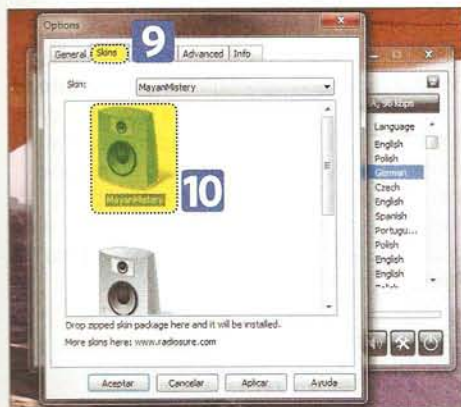 Options
9
General Skins Advanced Info
Skin: MayanMistery
A, 96 kbps
Language
English
Polish
German
Czech
English
Spanish
Portugu...
Polish
English
English
MayanMistery
10
Drop zipped skin package here and it will be installed.
More skins here: www.radiosure.com
Aceptar Cancelar Aplicar Ayuda